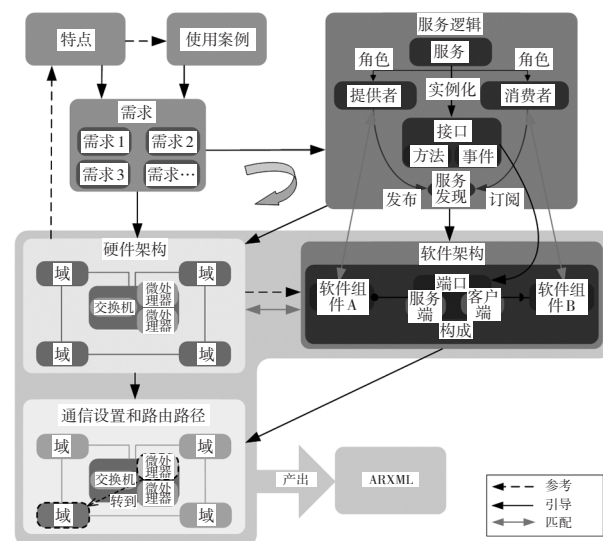 特点
使用案例
需求
需求1
需求2
需求3
需求…
服务逻辑
服务
角色
角色
提供者
实例化
消费者
接口
方法
事件
服务
发现
发布
订阅
硬件架构
域
域
微处
理器
交换机
微处
理器
域
域
软件架构
软件组
件A
端口
服务
端
客户
端
软件组
件B
构成
通信设置和路由路径
域
域
微处
理器
交换机
微处
理器
转到
域
域
产出
ARXML
参考
引导
匹配